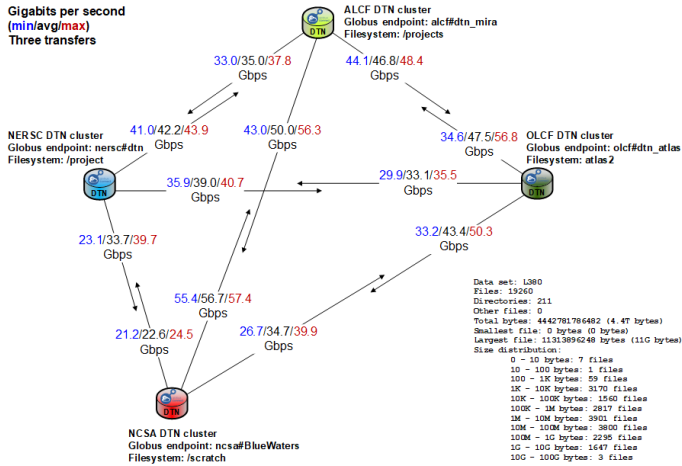 Gigabits per second
(min/avg/max)
Three transfers
ALCF DTN cluster
Globus endpoint: alcf#dtn_mira
Filesystem: /projects
DTN
33.0/35.0/37.8
Gbps
44.1/46.8/48.4
Gbps
41.0/42.2/43.9
Gbps
43.0/50.0/56.3
Gbps
34.6/47.5/56.8
Gbps
NERSC DTN cluster
Globus endpoint: nersc#dtn
Filesystem: /project
DTN
OLCF DTN cluster
Globus endpoint: olcf#dtn_atlas
Filesystem: atlas2
DTN
35.9/39.0/40.7
Gbps
29.9/33.1/35.5
Gbps
23.1/33.7/39.7
Gbps
33.2/43.4/50.3
Gbps
55.4/56.7/57.4
Gbps
21.2/22.6/24.5
Gbps
26.7/34.7/39.9
Gbps
DTN
NCSA DTN cluster
Globus endpoint: ncsa#BlueWaters
Filesystem: /scratch
Data set: L380
Files: 19260
Directories: 211
Other files: 0
Total bytes: 4442781786482 (4.4T bytes)
Smallest file: 0 bytes (0 bytes)
Largest file: 11313896248 bytes (11G bytes)
Size distribution:
0 - 10 bytes: 7 files
10 - 100 bytes: 1 files
100 - 1K bytes: 59 files
1K - 10K bytes: 3170 files
10K - 100K bytes: 1560 files
100K - 1M bytes: 2817 files
1M - 10M bytes: 3901 files
10M - 100M bytes: 3800 files
100M - 1G bytes: 2295 files
1G - 10G bytes: 1647 files
10G - 100G bytes: 3 files